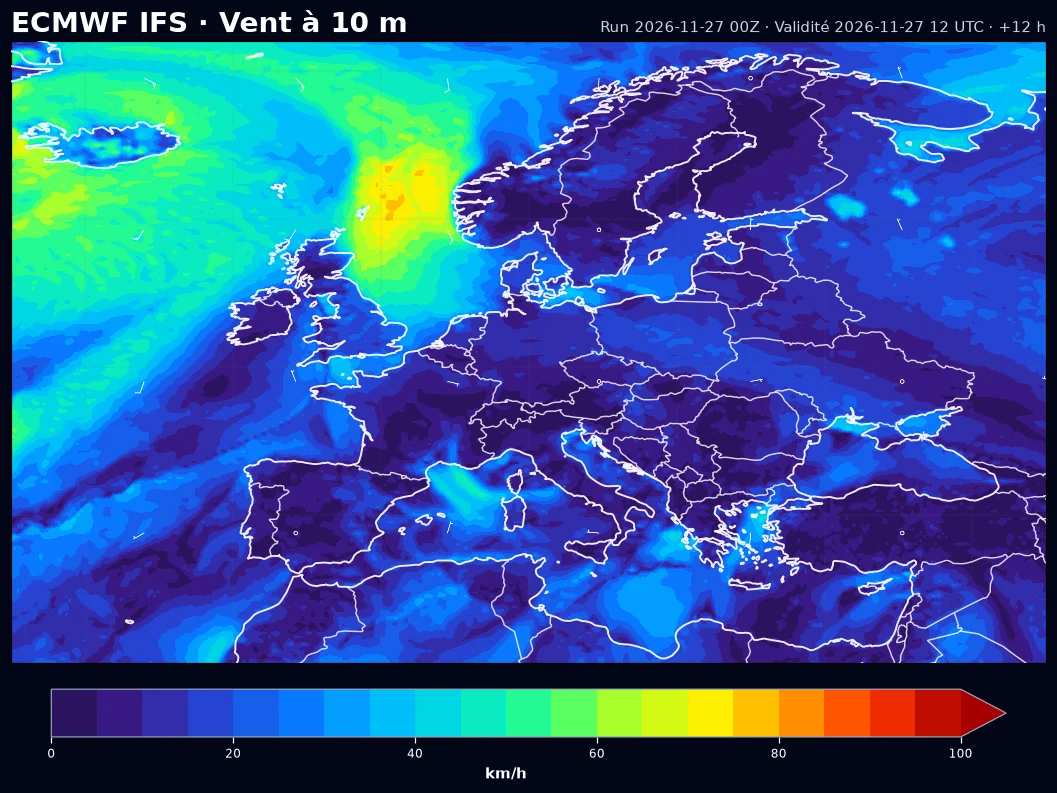 ECMWF IFS · Vent à 10 m
Run 2026-11-27 00Z · Validité 2026-11-27 12 UTC · +12 h
0 20 40 60 80 100
km/h